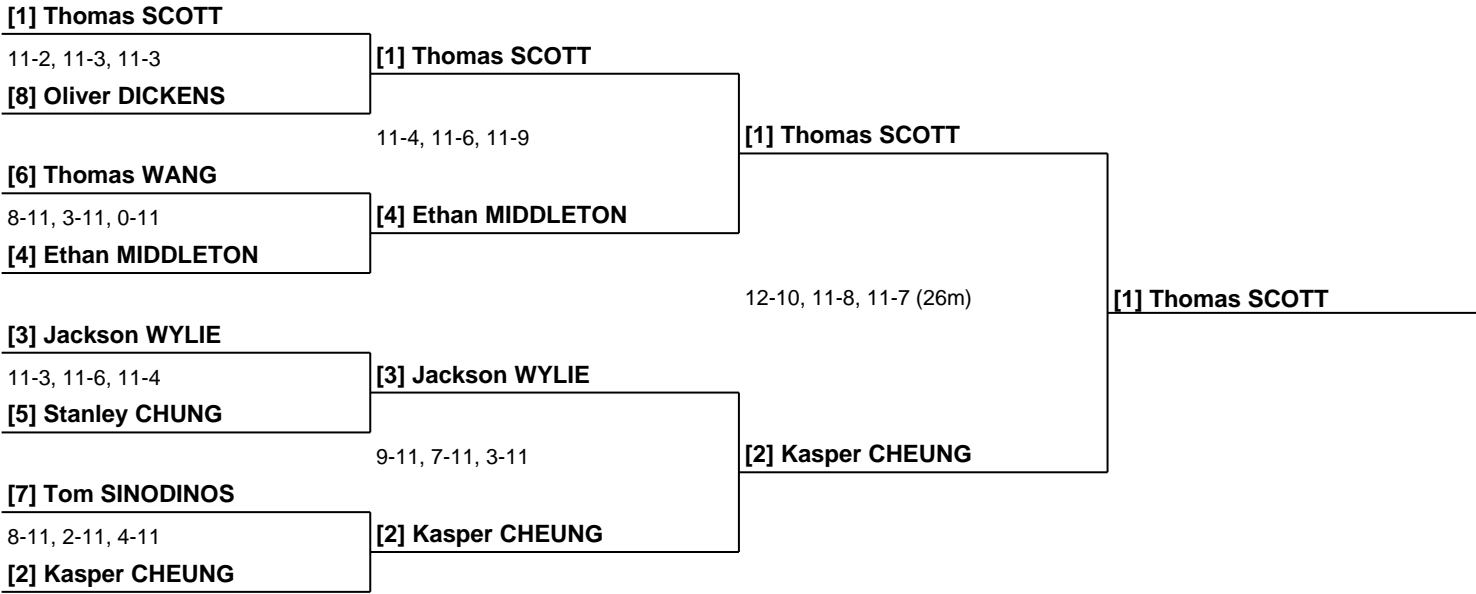 [1] Thomas SCOTT
11-2, 11-3, 11-3
[8] Oliver DICKENS
[6] Thomas WANG
8-11, 3-11, 0-11
[4] Ethan MIDDLETON
[3] Jackson WYLIE
11-3, 11-6, 11-4
[5] Stanley CHUNG
[7] Tom SINODINOS
8-11, 2-11, 4-11
[2] Kasper CHEUNG
[1] Thomas SCOTT
11-4, 11-6, 11-9
[4] Ethan MIDDLETON
[3] Jackson WYLIE
9-11, 7-11, 3-11
[2] Kasper CHEUNG
[1] Thomas SCOTT
12-10, 11-8, 11-7 (26m)
[2] Kasper CHEUNG
[1] Thomas SCOTT